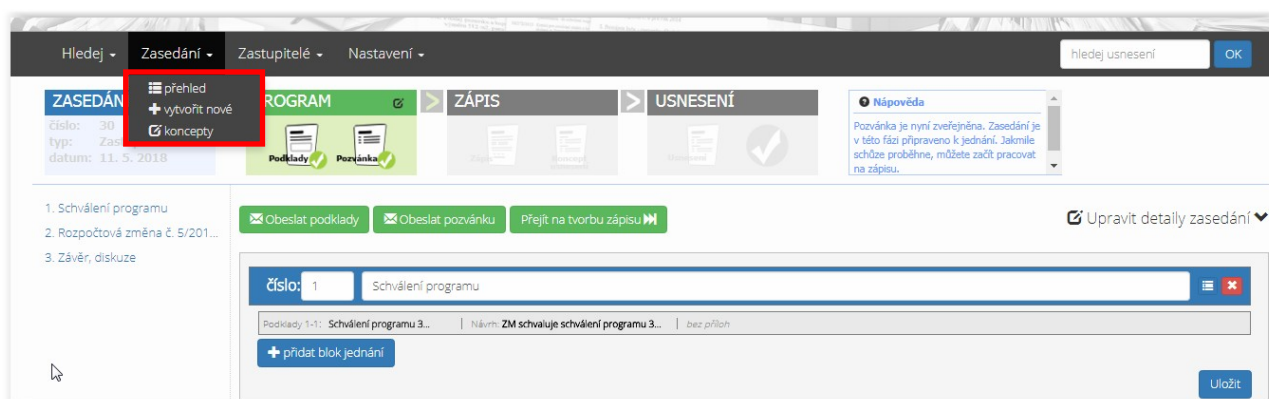 Hledej Zasedání Zastupitelé Nastavení hledej usnesení OK
přehled
vytvořit nové
koncepty
ZASEDÁN
číslo: 30
typ: Zas
datum: 11. 5. 2018
ROGRAM
Podklady Pozvánka
ZÁPIS
USNESENÍ
Nápověda
Pozvánka je nyní zveřejněna. Zasedání je
v této fázi připraveno k jednání. Jakmile
schůze proběhne, můžete začít pracovat
na zápisu.
1. Schválení programu
2. Rozpočtová změna č. 5/201...
3. Závěr, diskuze
Obeslat podklady Obeslat pozvánku Přejít na tvorbu zápisu Upravit detaily zasedání
číslo: 1 Schválení programu
Podklady 1-1: Schválení programu 3... | Návrh: ZM schvaluje schválení programu 3... | bez příloh
přidat blok jednání
Uložit